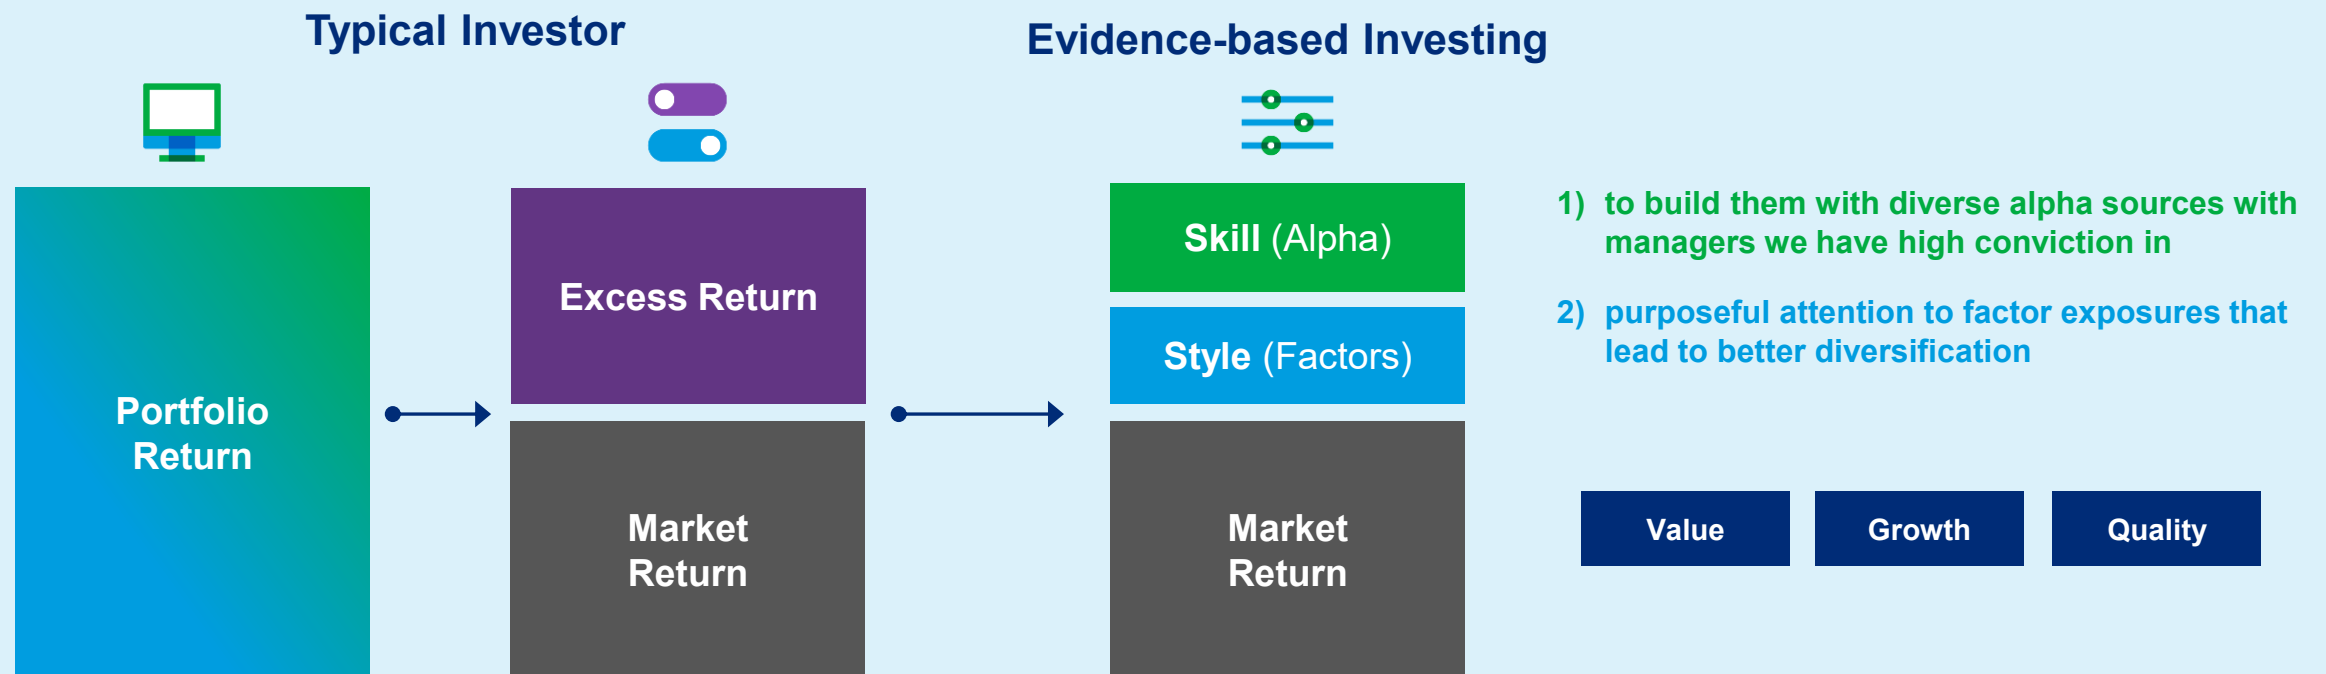 Typical Investor
Evidence-based Investing
Portfolio
Return
Excess Return
Market
Return
Skill (Alpha)
Style (Factors)
Market
Return
1) to build them with diverse alpha sources with
managers we have high conviction in
2) purposeful attention to factor exposures that
lead to better diversification
Value
Growth
Quality